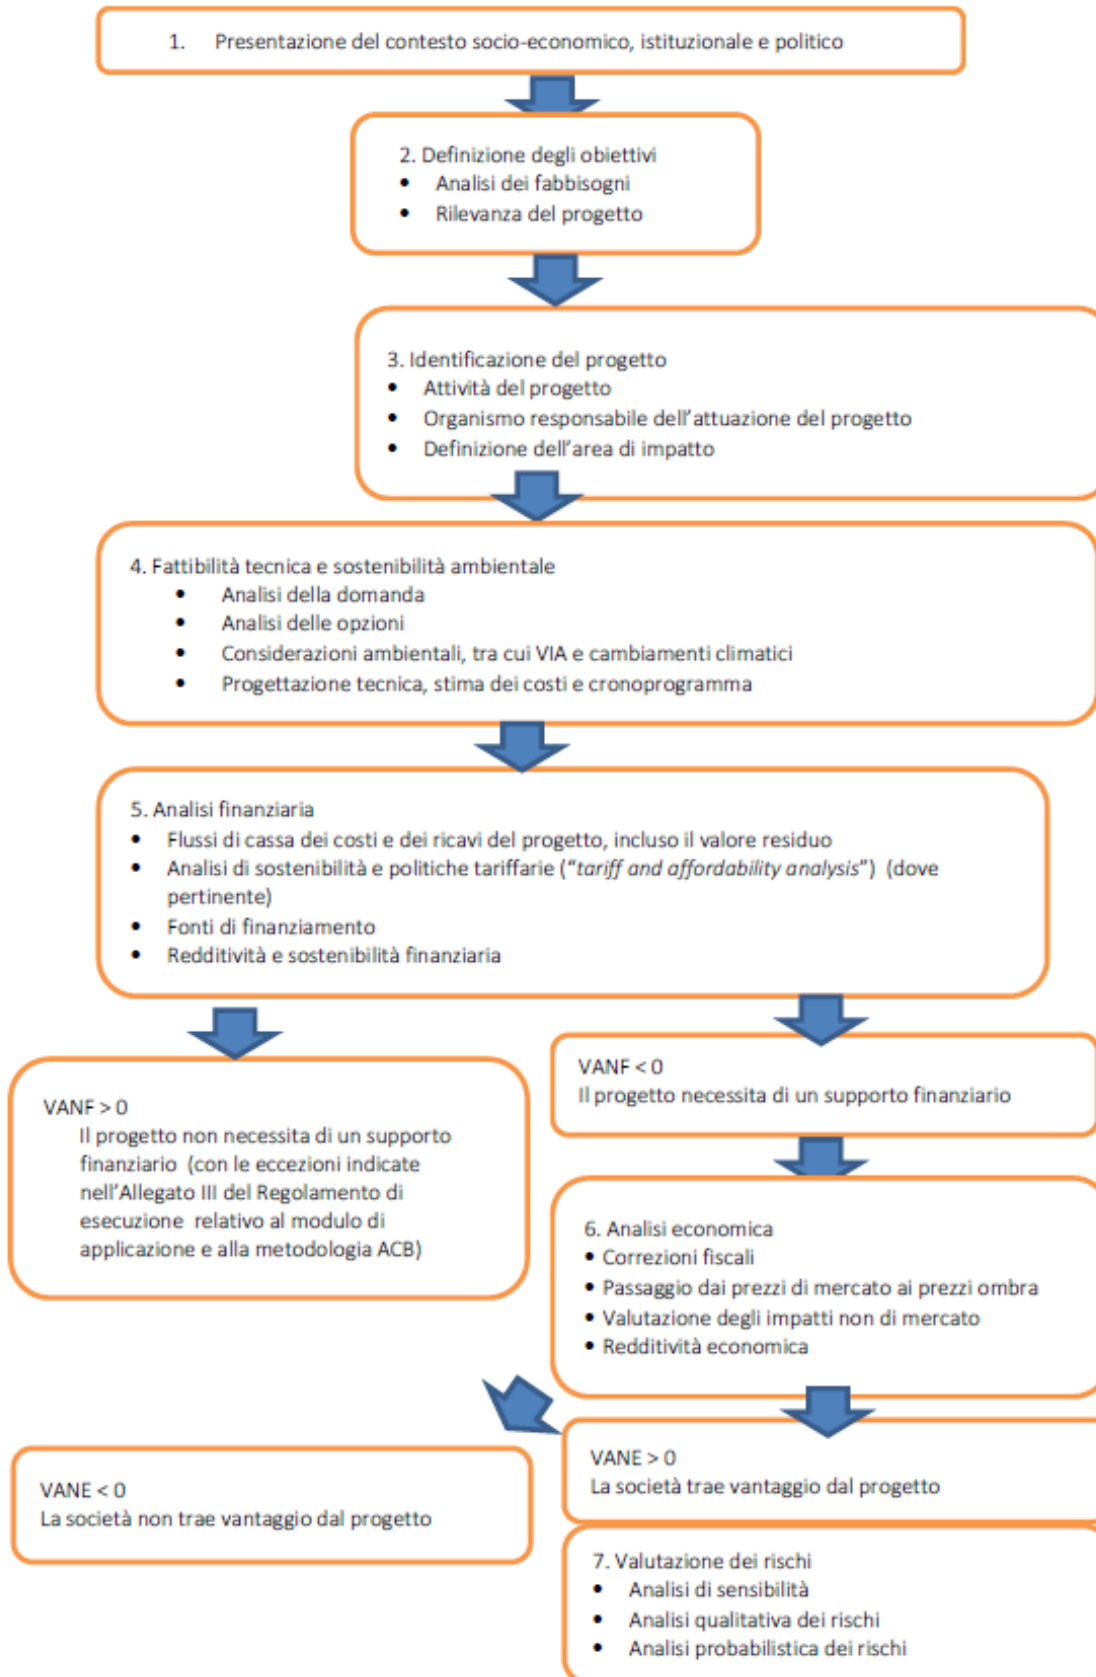 1. Presentazione del contesto socio-economico, istituzionale e politico
2. Definizione degli obiettivi
• Analisi dei fabbisogni
• Rilevanza del progetto
3. Identificazione del progetto
• Attività del progetto
• Organismo responsabile dell'attuazione del progetto
• Definizione dell'area di impatto
4. Fattibilità tecnica e sostenibilità ambientale
• Analisi della domanda
• Analisi delle opzioni
• Considerazioni ambientali, tra cui VIA e cambiamenti climatici
• Progettazione tecnica, stima dei costi e cronoprogramma
5. Analisi finanziaria
• Flussi di cassa dei costi e dei ricavi del progetto, incluso il valore residuo
• Analisi di sostenibilità e politiche tariffarie ("tariff and affordability analysis") (dove
pertinente)
• Fonti di finanziamento
• Redditività e sostenibilità finanziaria
VANF > 0
Il progetto non necessita di un supporto
finanziario (con le eccezioni indicate
nell'Allegato III del Regolamento di
esecuzione relativo al modulo di
applicazione e alla metodologia ACB)
VANF < 0
Il progetto necessita di un supporto finanziario
6. Analisi economica
• Correzioni fiscali
• Passaggio dai prezzi di mercato ai prezzi ombra
• Valutazione degli impatti non di mercato
• Redditività economica
VANE < 0
La società non trae vantaggio dal progetto
VANE > 0
La società trae vantaggio dal progetto
7. Valutazione dei rischi
• Analisi di sensibilità
• Analisi qualitativa dei rischi
• Analisi probabilistica dei rischi